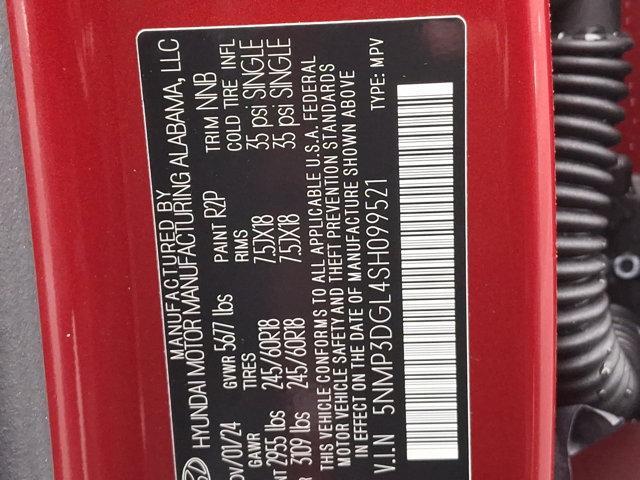 MANUFACTURED BY
HYUNDAI MOTOR MANUFACTURING ALABAMA, LLC
GVWR 5677 lbs PAINT R2P TRIM NNB
GAWR TIRES RIMS COLD TIRE INFL
2955 lbs 245/60R18 7.5JX18 35 psi SINGLE
3109 lbs 245/60R18 7.5JX18 35 psi SINGLE
THIS VEHICLE CONFORMS TO ALL APPLICABLE U.S.A. FEDERAL
MOTOR VEHICLE SAFETY AND THEFT PREVENTION STANDARDS
IN EFFECT ON THE DATE OF MANUFACTURE SHOWN ABOVE
V.I.N 5NMP3DGL4SH099521 TYPE: MPV